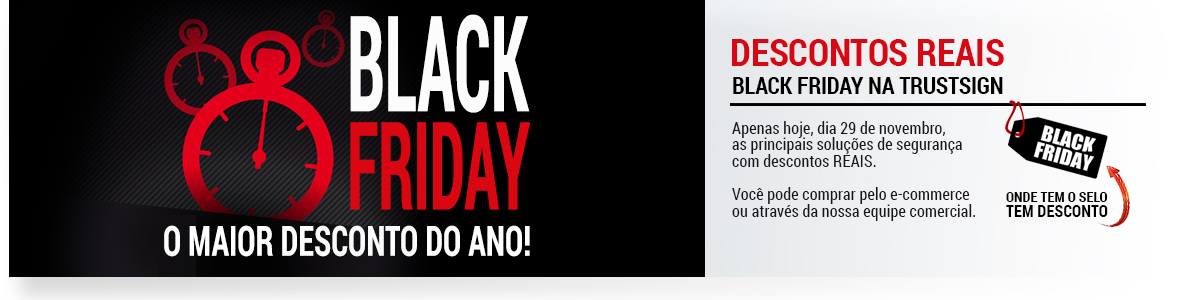 BLACK
FRIDAY
O MAIOR DESCONTO DO ANO!
DESCONTOS REAIS
BLACK FRIDAY NA TRUSTSIGN
Apenas hoje, dia 29 de novembro,
as principais soluções de segurança
com descontos REAIS.
Você pode comprar pelo e-commerce
ou através da nossa equipe comercial.
BLACK
FRIDAY
ONDE TEM O SELO
TEM DESCONTO